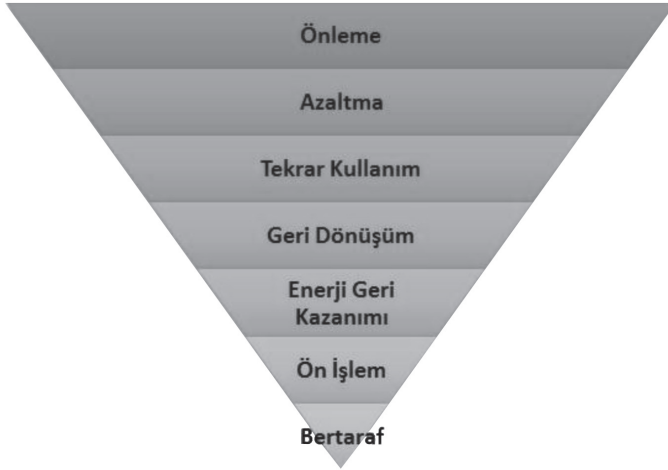 Önleme
Azaltma
Tekrar Kullanım
Geri Dönüşüm
Enerji Geri
Kazanımı
Ön İşlem
Bertaraf